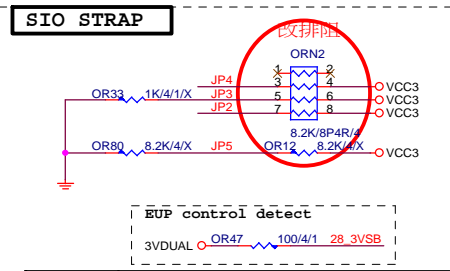 SIO STRAP
改排阻
ORN2
1 2
JP4 3 4 VCC3
OR33 1K/4/1/X JP3 5 6 VCC3
JP2 7 8 VCC3
8.2K/8P4R/4
OR80 8.2K/4/X JP5 OR12 8.2K/4/X VCC3
EUP control detect
3VDUAL OR47 100/4/1 28_3VSB